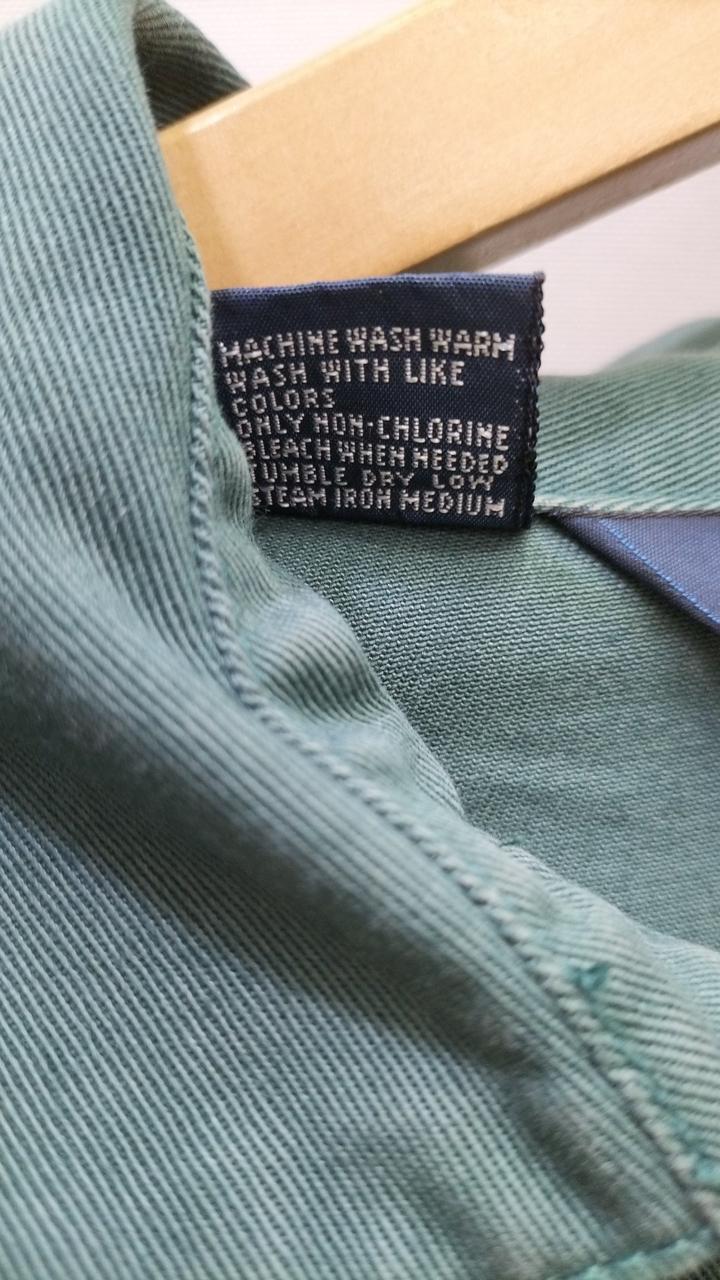 MACHINE WASH WARM
WASH WITH LIKE
COLORS
ONLY NON-CHLORINE
BLEACH WHEN NEEDED
TUMBLE DRY LOW
STEAM IRON MEDIUM